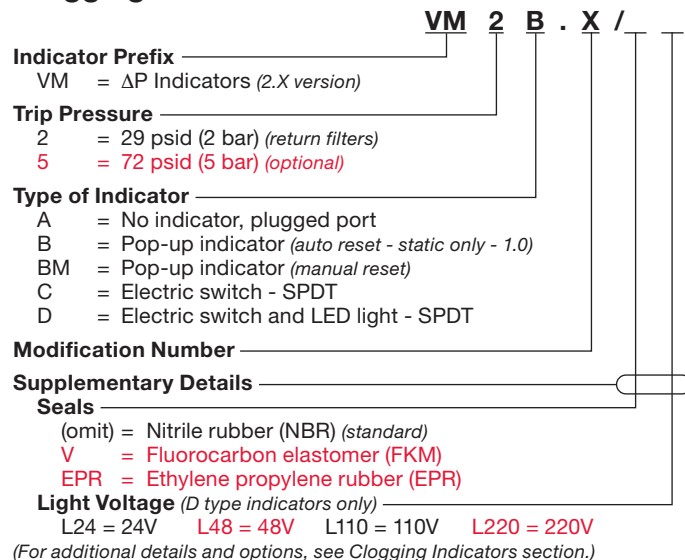 VM 2 B . X /_ _
Indicator Prefix
VM = ΔP Indicators (2.X version)
Trip Pressure
2 = 29 psid (2 bar) (return filters)
5 = 72 psid (5 bar) (optional)
Type of Indicator
A = No indicator, plugged port
B = Pop-up indicator (auto reset - static only - 1.0)
BM = Pop-up indicator (manual reset)
C = Electric switch - SPDT
D = Electric switch and LED light - SPDT
Modification Number
Supplementary Details
Seals
(omit) = Nitrile rubber (NBR) (standard)
V = Fluorocarbon elastomer (FKM)
EPR = Ethylene propylene rubber (EPR)
Light Voltage (D type indicators only)
L24 = 24V L48 = 48V L110 = 110V L220 = 220V
(For additional details and options, see Clogging Indicators section.)